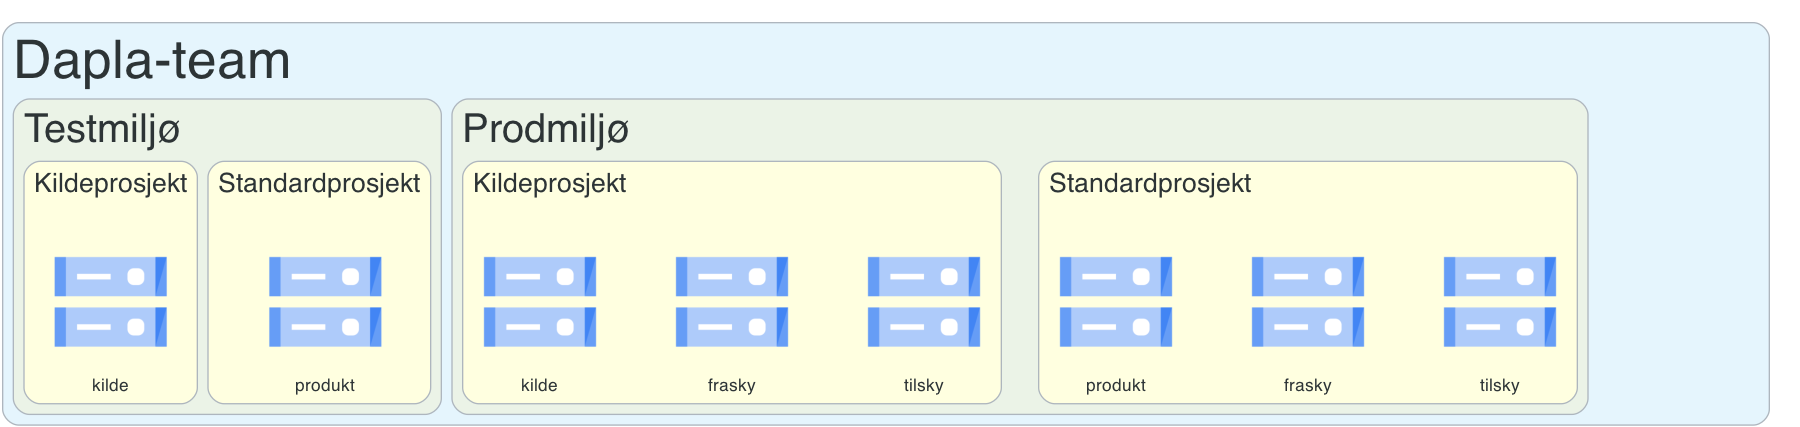 Dapla-team
Testmiljø
Prodmiljø
Kildeprosjekt
Standardprosjekt
Kildeprosjekt
Standardprosjekt
kilde
produkt
kilde
frasky
tilsky
produkt
frasky
tilsky